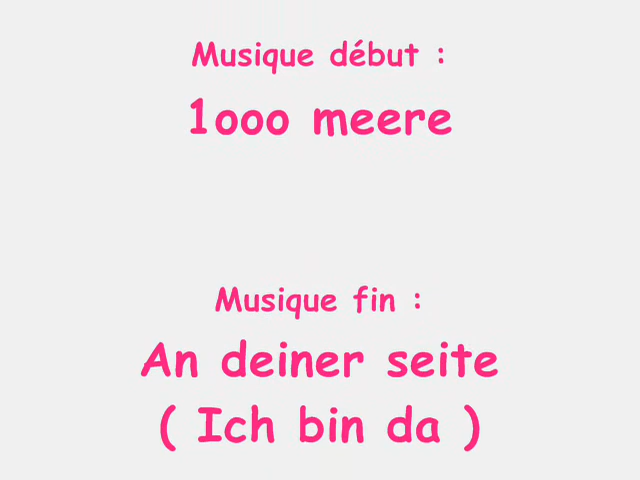 Musique début :
1ooo meere
Musique fin :
An deiner seite
( Ich bin da )